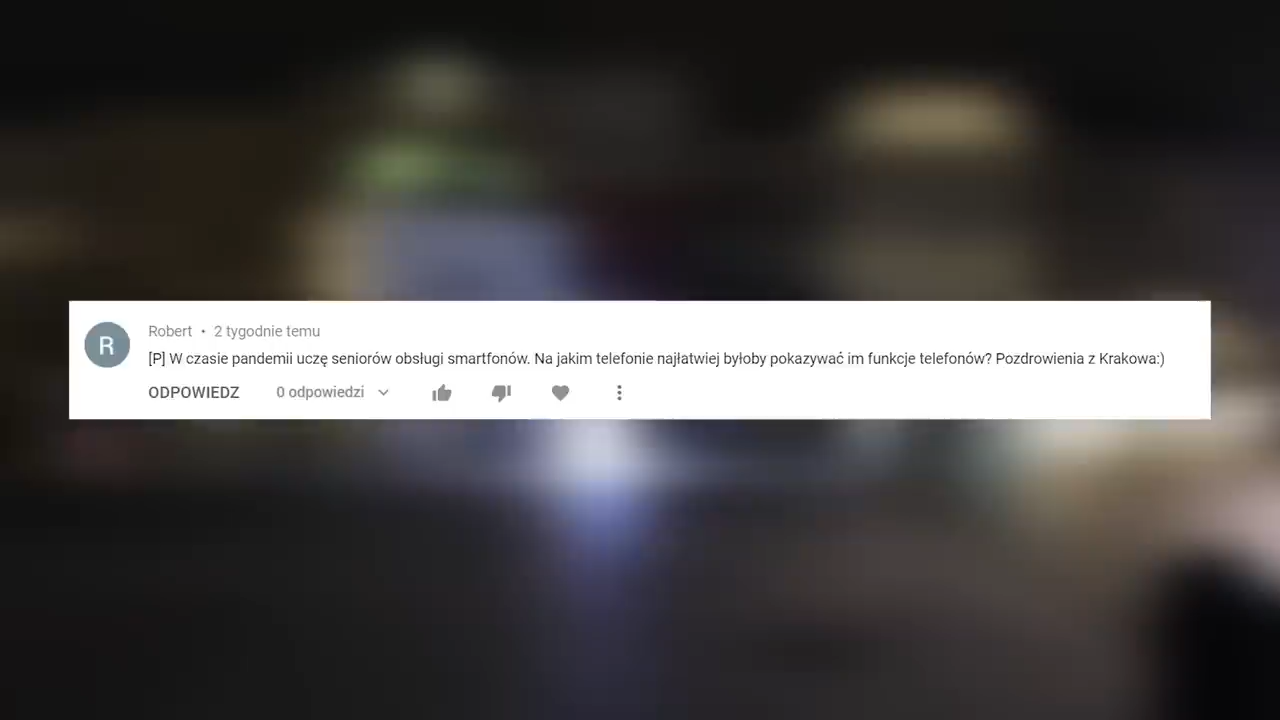 R
Robert • 2 tygodnie temu
[P] W czasie pandemii uczę seniorów obsługi smartfonów. Na jakim telefonie najłatwiej byłoby pokazywać im funkcje telefonów? Pozdrowienia z Krakowa:)
ODPOWIEDZ 0 odpowiedzi